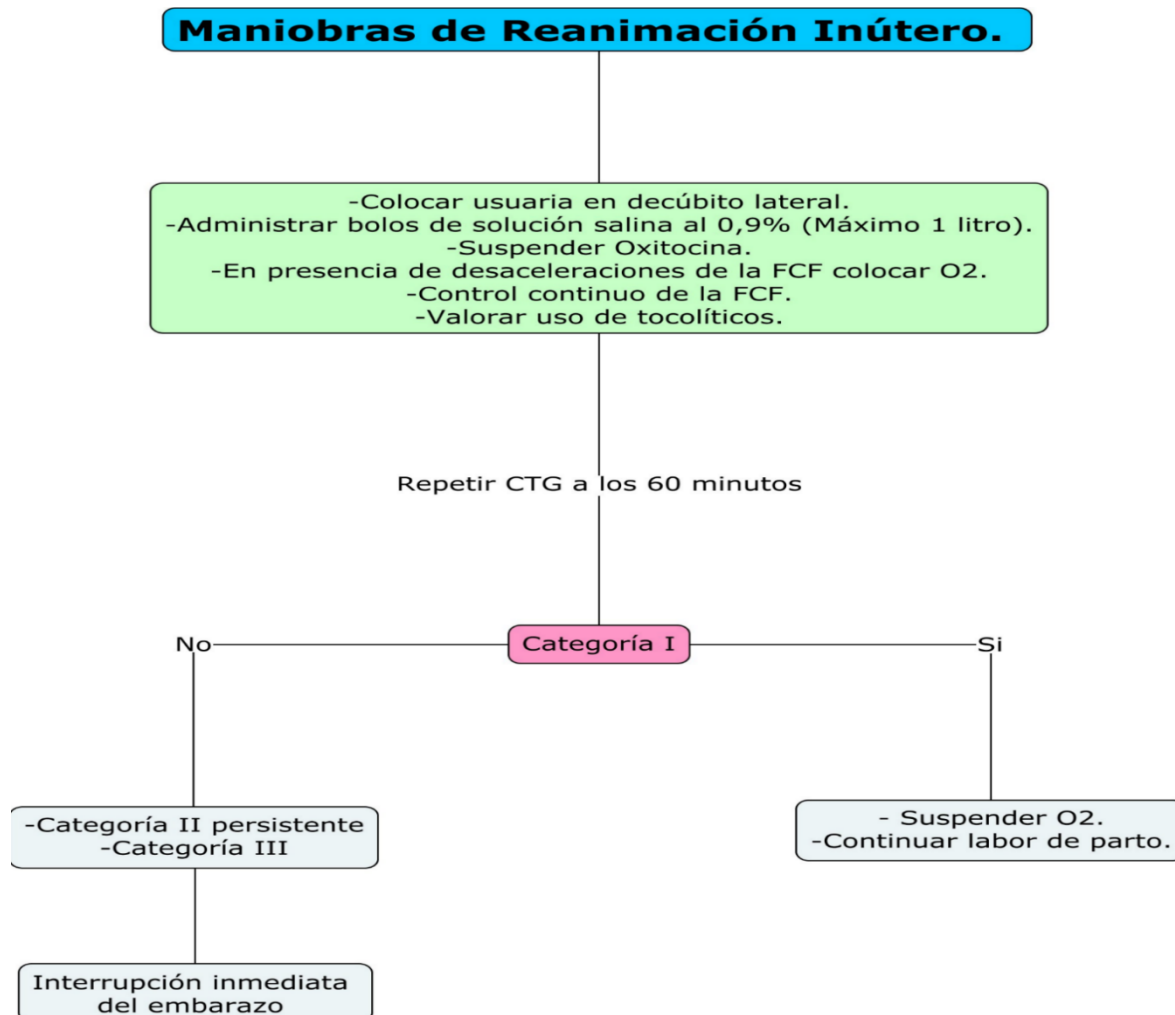 Maniobras de Reanimación Inútero.
-Colocar usuaria en decúbito lateral.
-Administrar bolos de solución salina al 0,9% (Máximo 1 litro).
-Suspender Oxitocina.
-En presencia de desaceleraciones de la FCF colocar O2.
-Control continuo de la FCF.
-Valorar uso de tocolíticos.
Repetir CTG a los 60 minutos
No
Categoría I
Si
-Categoría II persistente
-Categoría III
- Suspender O2.
-Continuar labor de parto.
Interrupción inmediata
del embarazo